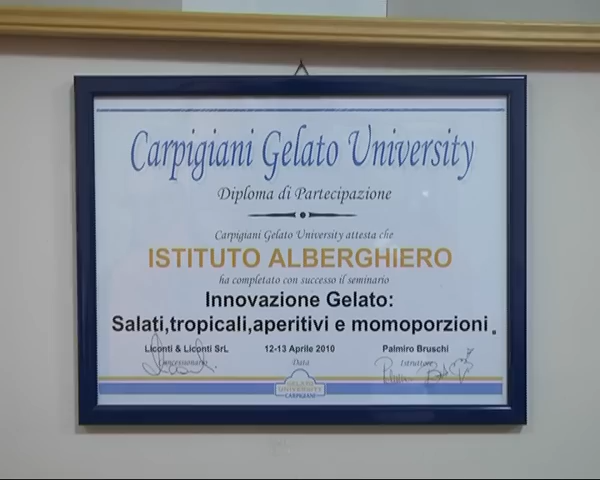 Carpigiani Gelato University
Diploma di Partecipazione
Carpigiani Gelato University attesta che
ISTITUTO ALBERGHIERO
ha completato con successo il seminario
Innovazione Gelato:
Salati,tropicali,aperitivi e momoporzioni.
Liconti & Liconti SrL 12-13 Aprile 2010 Palmiro Bruschi
Concessionario Data Istruttore
GELATO
UNIVERSITY
CARPIGIANI